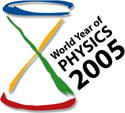 World Year of
PHYSICS
2005